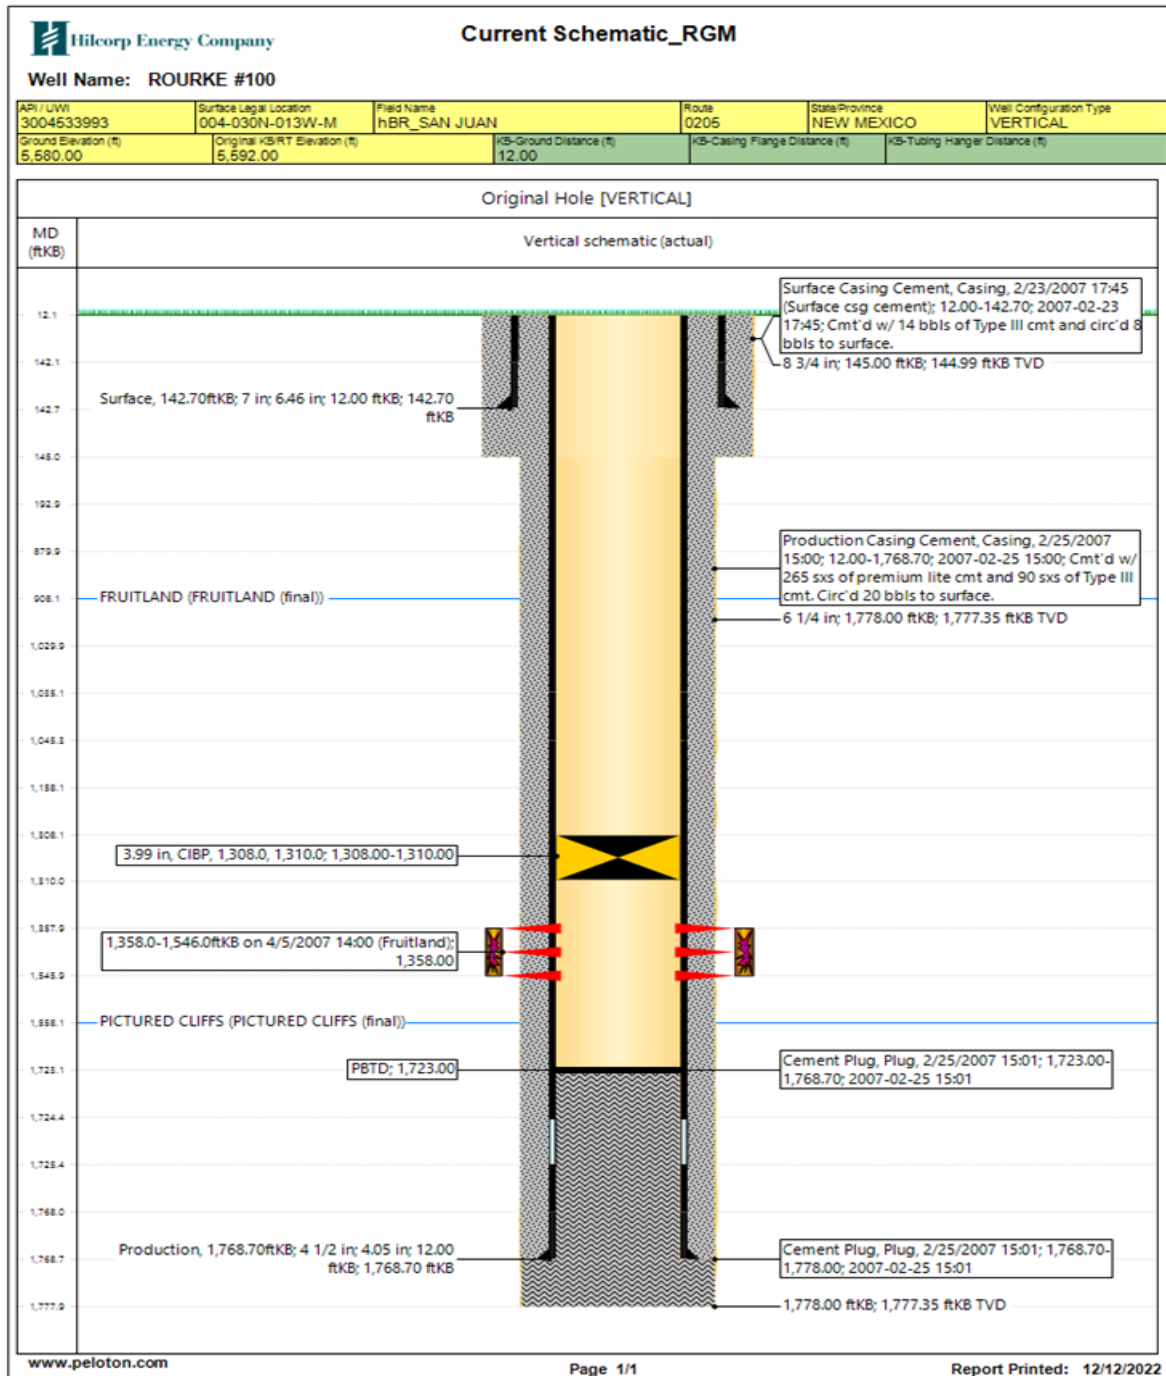 Hilcorp Energy Company
Current Schematic_RGM
Well Name: ROURKE #100
API / UWI
3004533993
Surface Legal Location
004-030N-013W-M
Field Name
hBR_SAN JUAN
Route
0205
State/Province
NEW MEXICO
Well Configuration Type
VERTICAL
Ground Elevation (ft)
5,580.00
Original KB/RT Elevation (ft)
5,592.00
KB-Ground Distance (ft)
12.00
KB-Casing Flange Distance (ft)
KB-Tubing Hanger Distance (ft)
Original Hole [VERTICAL]
MD
(ftKB)
Vertical schematic (actual)
Surface Casing Cement, Casing, 2/23/2007 17:45
(Surface csg cement); 12.00-142.70; 2007-02-23
17:45; Cmt'd w/ 14 bbls of Type III cmt and circ'd 8
bbls to surface.
12.1
142.1
8 3/4 in; 145.00 ftKB; 144.99 ftKB TVD
Surface, 142.70ftKB; 7 in; 6.46 in; 12.00 ftKB; 142.70
ftKB
142.7
145.0
192.9
Production Casing Cement, Casing, 2/25/2007
15:00; 12.00-1,768.70; 2007-02-25 15:00; Cmt'd w/
265 sxs of premium lite cmt and 90 sxs of Type III
cmt. Circ'd 20 bbls to surface.
879.9
908.1
FRUITLAND (FRUITLAND (final))
6 1/4 in; 1,778.00 ftKB; 1,777.35 ftKB TVD
1,029.9
1,035.1
1,045.3
1,158.1
1,308.1
3.99 in, CIBP, 1,308.0, 1,310.0; 1,308.00-1,310.00
1,310.0
1,357.9
1,358.0-1,546.0ftKB on 4/5/2007 14:00 (Fruitland);
1,358.00
1,545.9
1,558.1
PICTURED CLIFFS (PICTURED CLIFFS (final))
PBTD; 1,723.00
Cement Plug, Plug, 2/25/2007 15:01; 1,723.00-
1,768.70; 2007-02-25 15:01
1,723.1
1,724.4
1,725.4
1,768.0
Production, 1,768.70ftKB; 4 1/2 in; 4.05 in; 12.00
ftKB; 1,768.70 ftKB
1,768.7
Cement Plug, Plug, 2/25/2007 15:01; 1,768.70-
1,778.00; 2007-02-25 15:01
1,777.9
1,778.00 ftKB; 1,777.35 ftKB TVD
www.peloton.com
Page 1/1
Report Printed: 12/12/2022